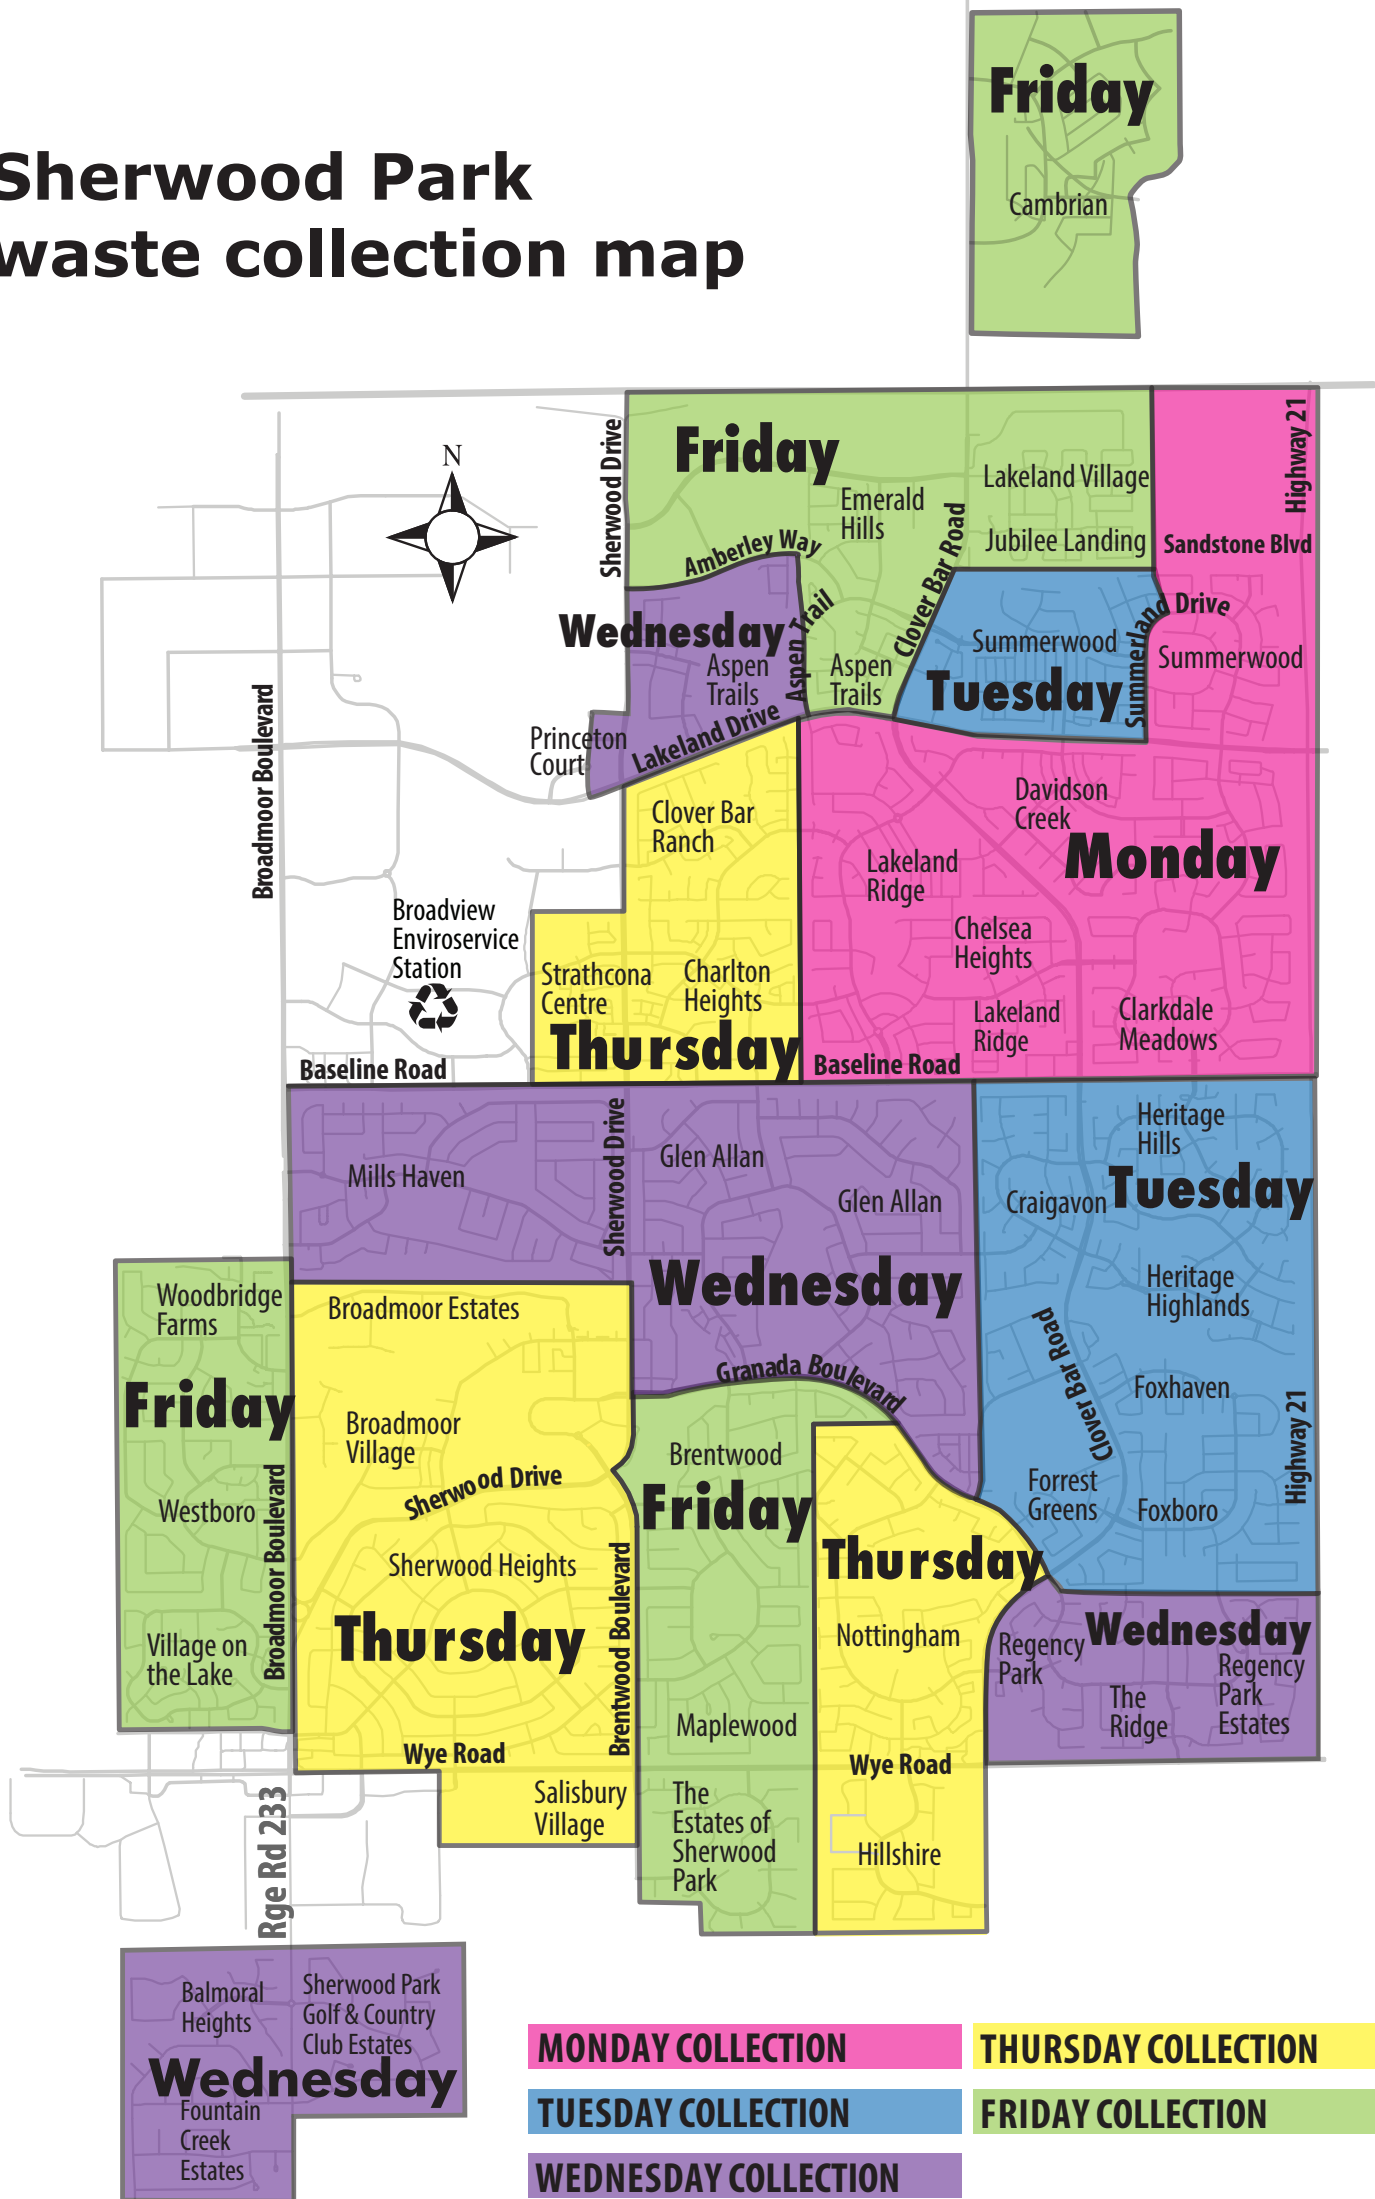 Sherwood Park
waste collection map
Friday
Cambrian
N
Sherwood Drive
Friday
Emerald
Hills
Lakeland Village
Jubilee Landing
Highway 21
Sandstone Blvd
Amberley Way
Clover Bar Road
Wednesday
Aspen
Trails
Aspen Trail
Aspen
Trails
Summerwood
Tuesday
Summerland Drive
Summerwood
Princeton
Court
Lakeland Drive
Broadmoor Boulevard
Clover Bar
Ranch
Davidson
Creek
Monday
Lakeland
Ridge
Chelsea
Heights
Broadview
Enviroservice
Station
Strathcona
Centre
Charlton
Heights
Thursday
Lakeland
Ridge
Clarkdale
Meadows
Baseline Road
Baseline Road
Mills Haven
Sherwood Drive
Glen Allan
Glen Allan
Wednesday
Heritage
Hills
Craigavon
Tuesday
Heritage
Highlands
Clover Bar Road
Foxhaven
Highway 21
Forrest
Greens
Foxboro
Woodbridge
Farms
Friday
Westboro
Broadmoor Boulevard
Village on
the Lake
Broadmoor Estates
Broadmoor
Village
Sherwood Drive
Sherwood Heights
Thursday
Brentwood Boulevard
Wye Road
Salisbury
Village
Granada Boulevard
Brentwood
Friday
Maplewood
The
Estates of
Sherwood
Park
Thursday
Nottingham
Wye Road
Hillshire
Regency
Park
Wednesday
The
Ridge
Regency
Park
Estates
Rge Rd 233
Balmoral
Heights
Sherwood Park
Golf & Country
Club Estates
Wednesday
Fountain
Creek
Estates
MONDAY COLLECTION
THURSDAY COLLECTION
TUESDAY COLLECTION
FRIDAY COLLECTION
WEDNESDAY COLLECTION